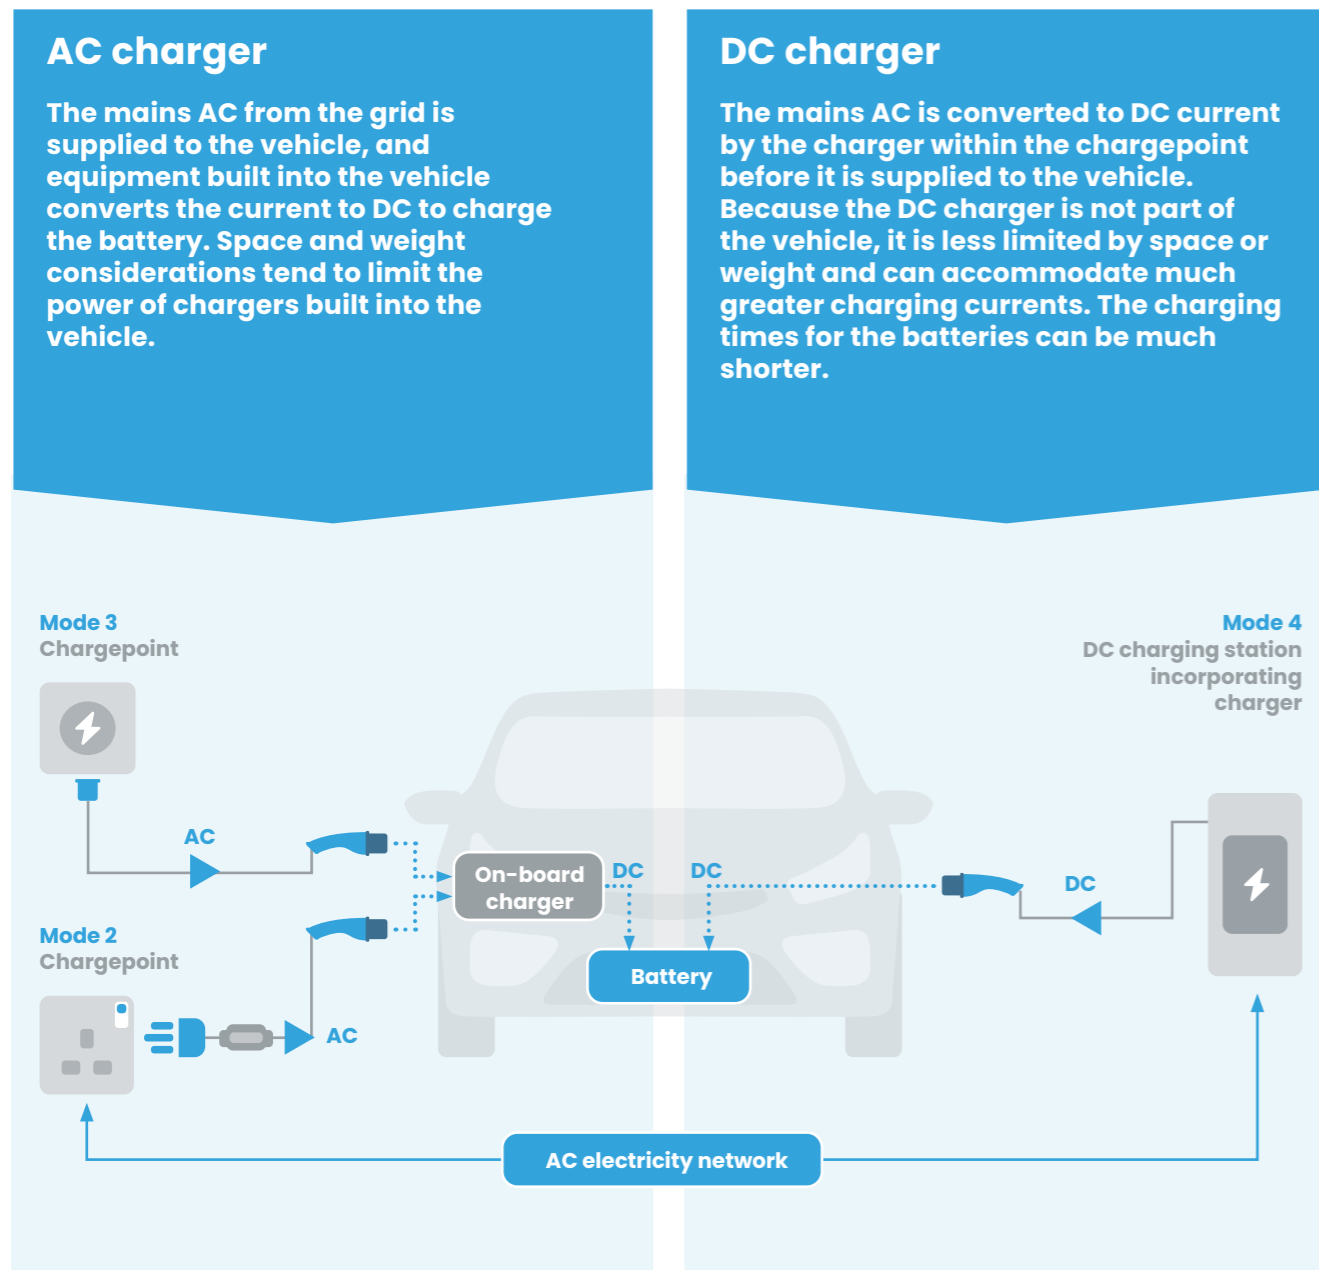 AC charger
The mains AC from the grid is
supplied to the vehicle, and
equipment built into the vehicle
converts the current to DC to charge
the battery. Space and weight
considerations tend to limit the
power of chargers built into the
vehicle.
DC charger
The mains AC is converted to DC current
by the charger within the chargepoint
before it is supplied to the vehicle.
Because the DC charger is not part of
the vehicle, it is less limited by space or
weight and can accommodate much
greater charging currents. The charging
times for the batteries can be much
shorter.
Mode 3
Chargepoint
Mode 4
DC charging station
incorporating
charger
AC
On-board
charger
DC
DC
DC
Mode 2
Chargepoint
Battery
AC
AC electricity network